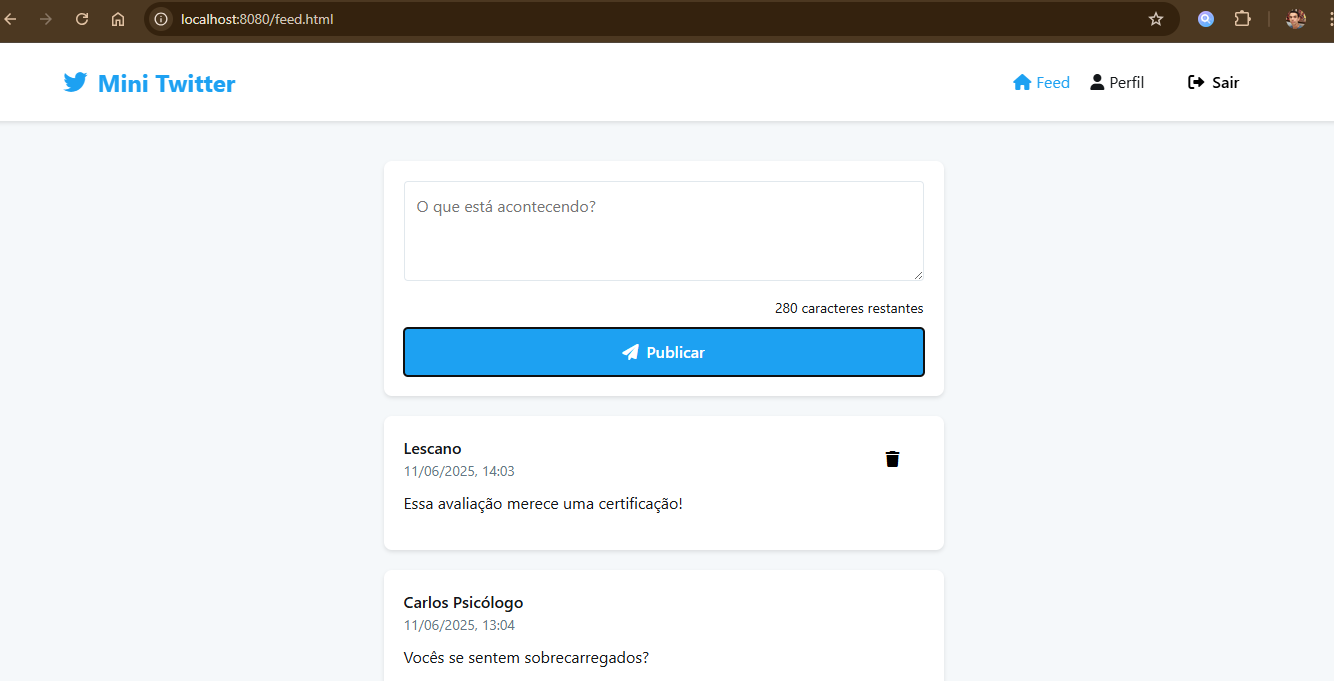 localhost:8080/feed.html
Mini Twitter
Feed
Perfil
Sair
O que está acontecendo?
280 caracteres restantes
Publicar
Lescano
11/06/2025, 14:03
Essa avaliação merece uma certificação!
Carlos Psicólogo
11/06/2025, 13:04
Vocês se sentem sobrecarregados?